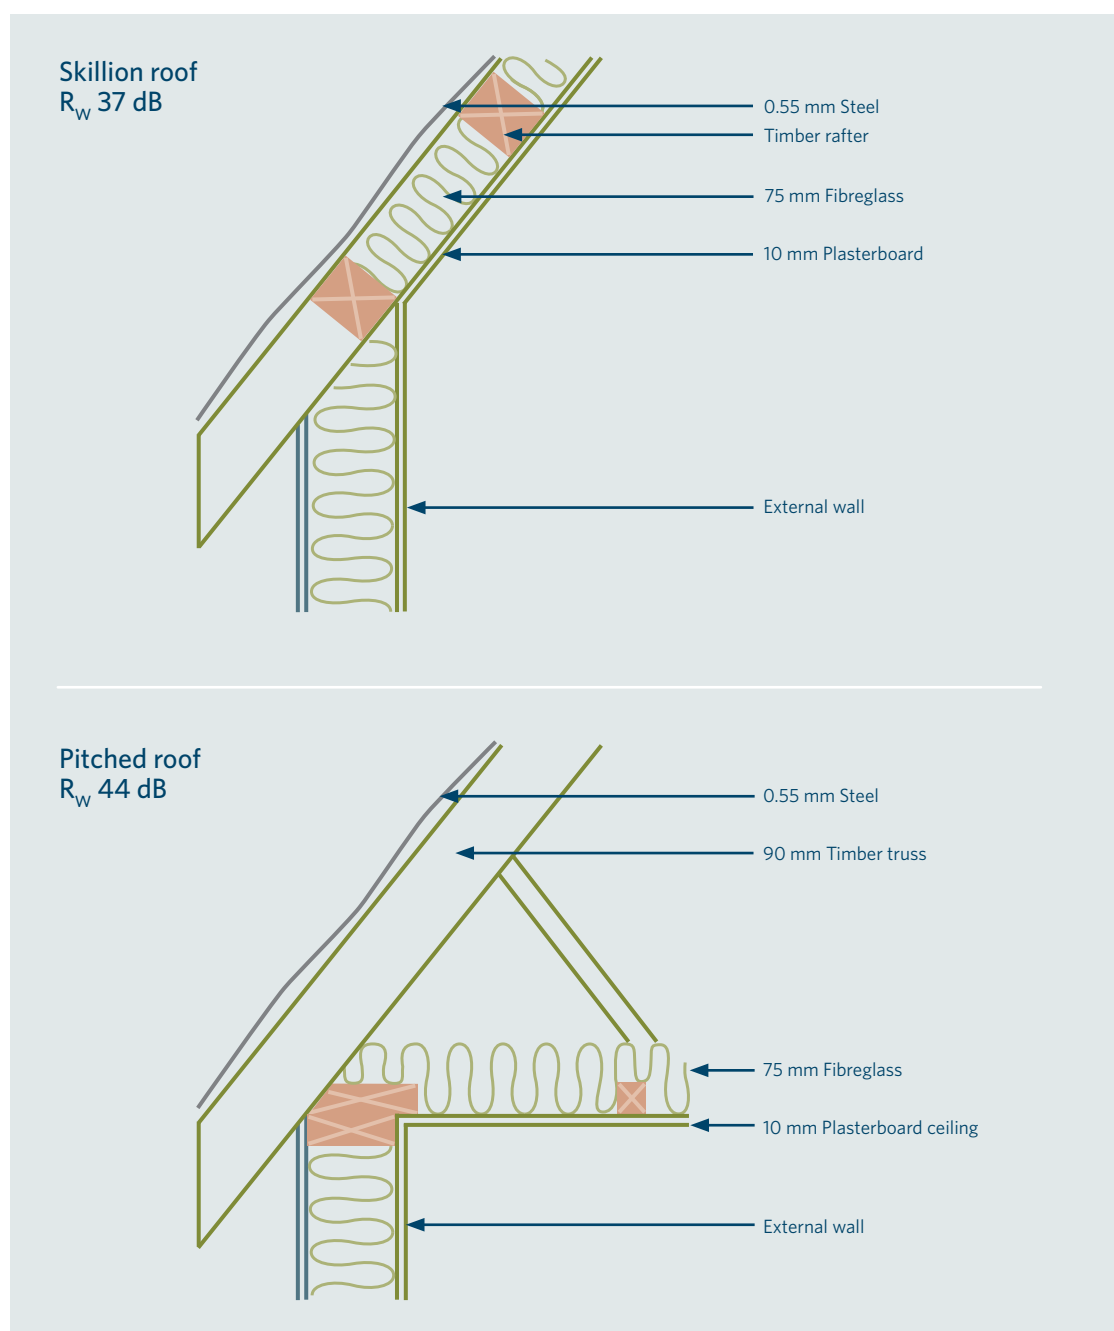 Skillion roof
Rw 37 dB
0.55 mm Steel
Timber rafter
75 mm Fibreglass
10 mm Plasterboard
External wall
Pitched roof
Rw 44 dB
0.55 mm Steel
90 mm Timber truss
75 mm Fibreglass
10 mm Plasterboard ceiling
External wall